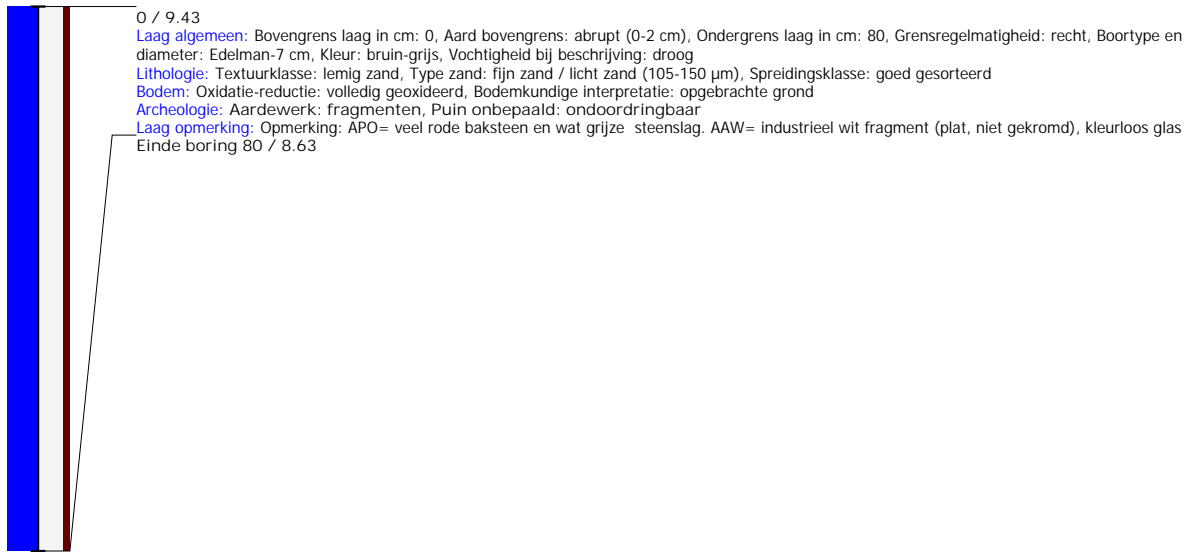 0 / 9.43
Laag algemeen: Bovengrens laag in cm: 0, Aard bovengrens: abrupt (0-2 cm), Ondergrens laag in cm: 80, Grensregelmatigheid: recht, Boortype en
diameter: Edelman-7 cm, Kleur: bruin-grijs, Vochtigheid bij beschrijving: droog
Lithologie: Textuurklasse: lemig zand, Type zand: fijn zand / licht zand (105-150 µm), Spreidingsklasse: goed gesorteerd
Bodem: Oxidatie-reductie: volledig geoxideerd, Bodemkundige interpretatie: opgebrachte grond
Archeologie: Aardewerk: fragmenten, Puin onbepaald: ondoordringbaar
Laag opmerking: Opmerking: APO= veel rode baksteen en wat grijze  steenslag. AAW= industrieel wit fragment (plat, niet gekromd), kleurloos glas
Einde boring 80 / 8.63